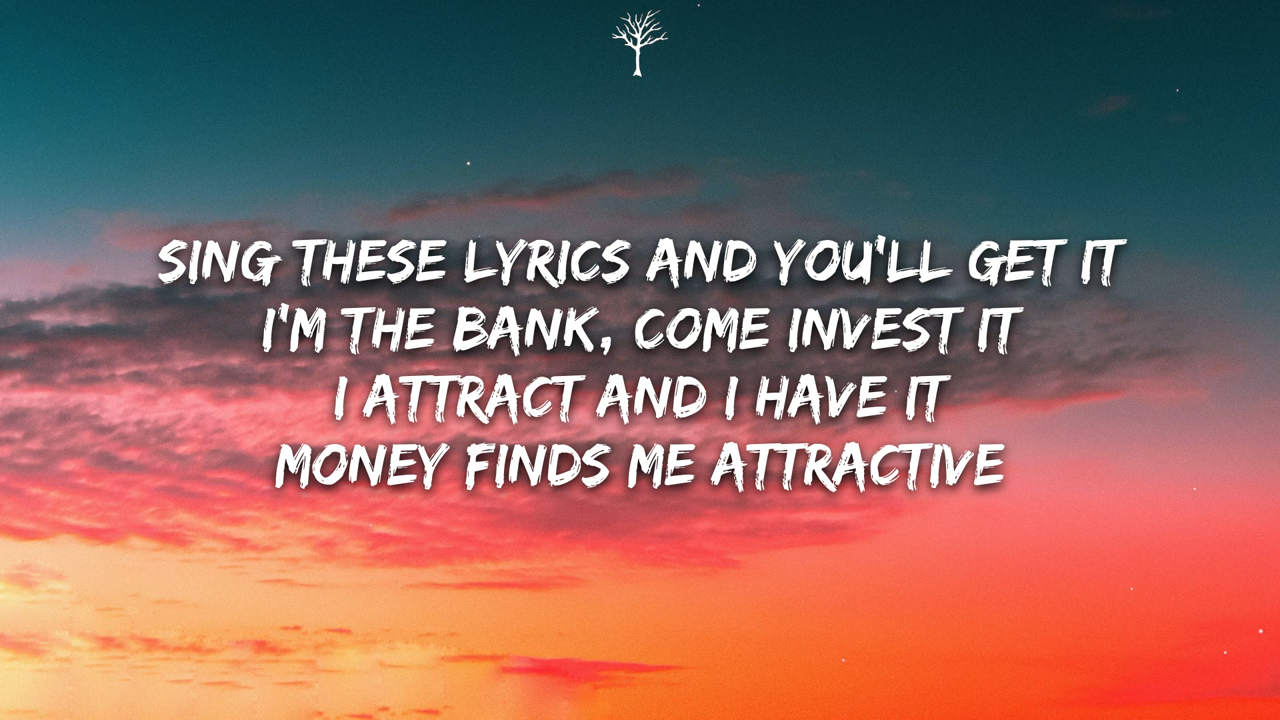 SING THESE LYRICS AND YOU'LL GET IT
I'M THE BANK, COME INVEST IT
I ATTRACT AND I HAVE IT
MONEY FINDS ME ATTRACTIVE